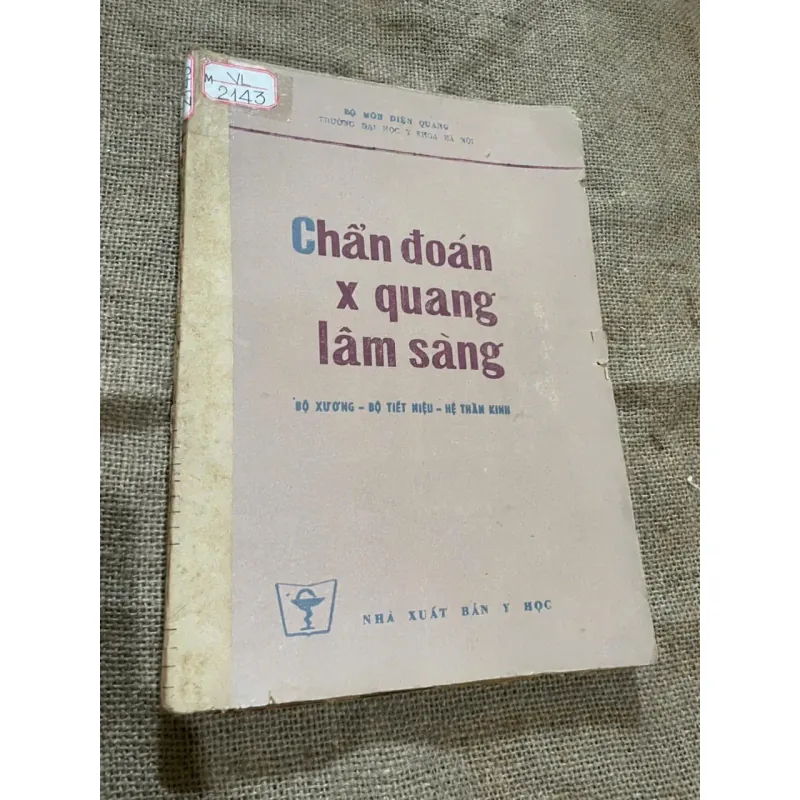 M
VL
2143
BỘ MÔN ĐIỆN QUANG
TRƯỜNG ĐẠI HỌC Y KHOA HÀ NỘI
Chẩn đoán
x quang
lâm sàng
BỘ XƯƠNG – BỘ TIẾT NIỆU – HỆ THẦN KINH
NHÀ XUẤT BẢN Y HỌC